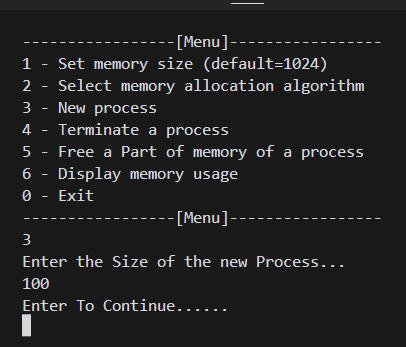 -----------------[Menu]-----------------
1 - Set memory size (default=1024)
2 - Select memory allocation algorithm
3 - New process
4 - Terminate a process
5 - Free a Part of memory of a process
6 - Display memory usage
0 - Exit
-----------------[Menu]-----------------
3
Enter the Size of the new Process...
100
Enter To Continue......